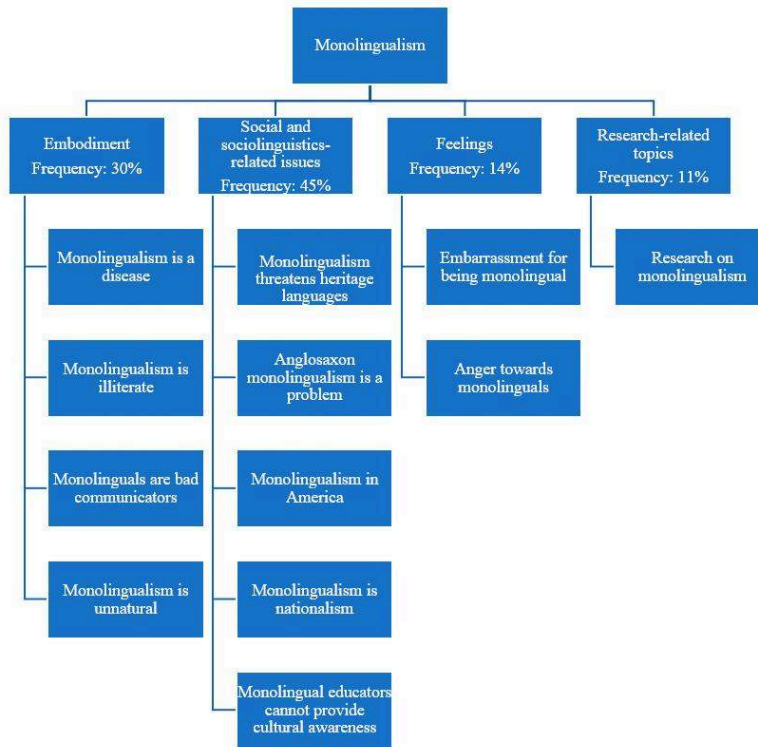 Monolingualism
Embodiment
Frequency: 30%
Social and
sociolinguistics-
related issues
Frequency: 45%
Feelings
Frequency: 14%
Research-related
topics
Frequency: 11%
Monolingualism is a
disease
Monolingualism is
illiterate
Monolinguals are bad
communicators
Monolingualism is
unnatural
Monolingualism
threatens heritage
languages
Anglosaxon
monolingualism is a
problem
Monolingualism in
America
Monolingualism is
nationalism
Monolingual educators
cannot provide
cultural awareness
Embarrassment for
being monolingual
Anger towards
monolinguals
Research on
monolingualism